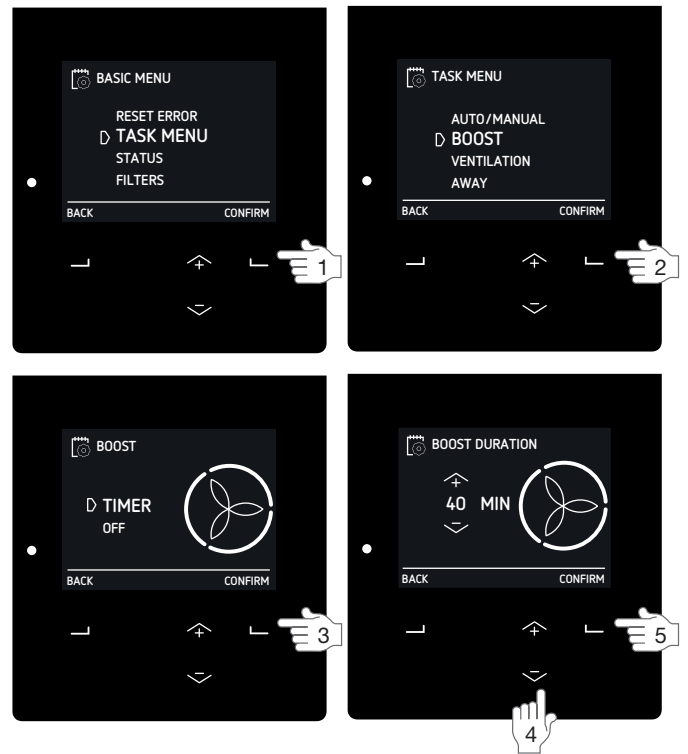 BASIC MENU
RESET ERROR
TASK MENU
STATUS
FILTERS
BACK CONFIRM
1
TASK MENU
AUTO/MANUAL
BOOST
VENTILATION
AWAY
BACK CONFIRM
2
BOOST
TIMER
OFF
BACK CONFIRM
3
BOOST DURATION
40 MIN
BACK CONFIRM
5
4